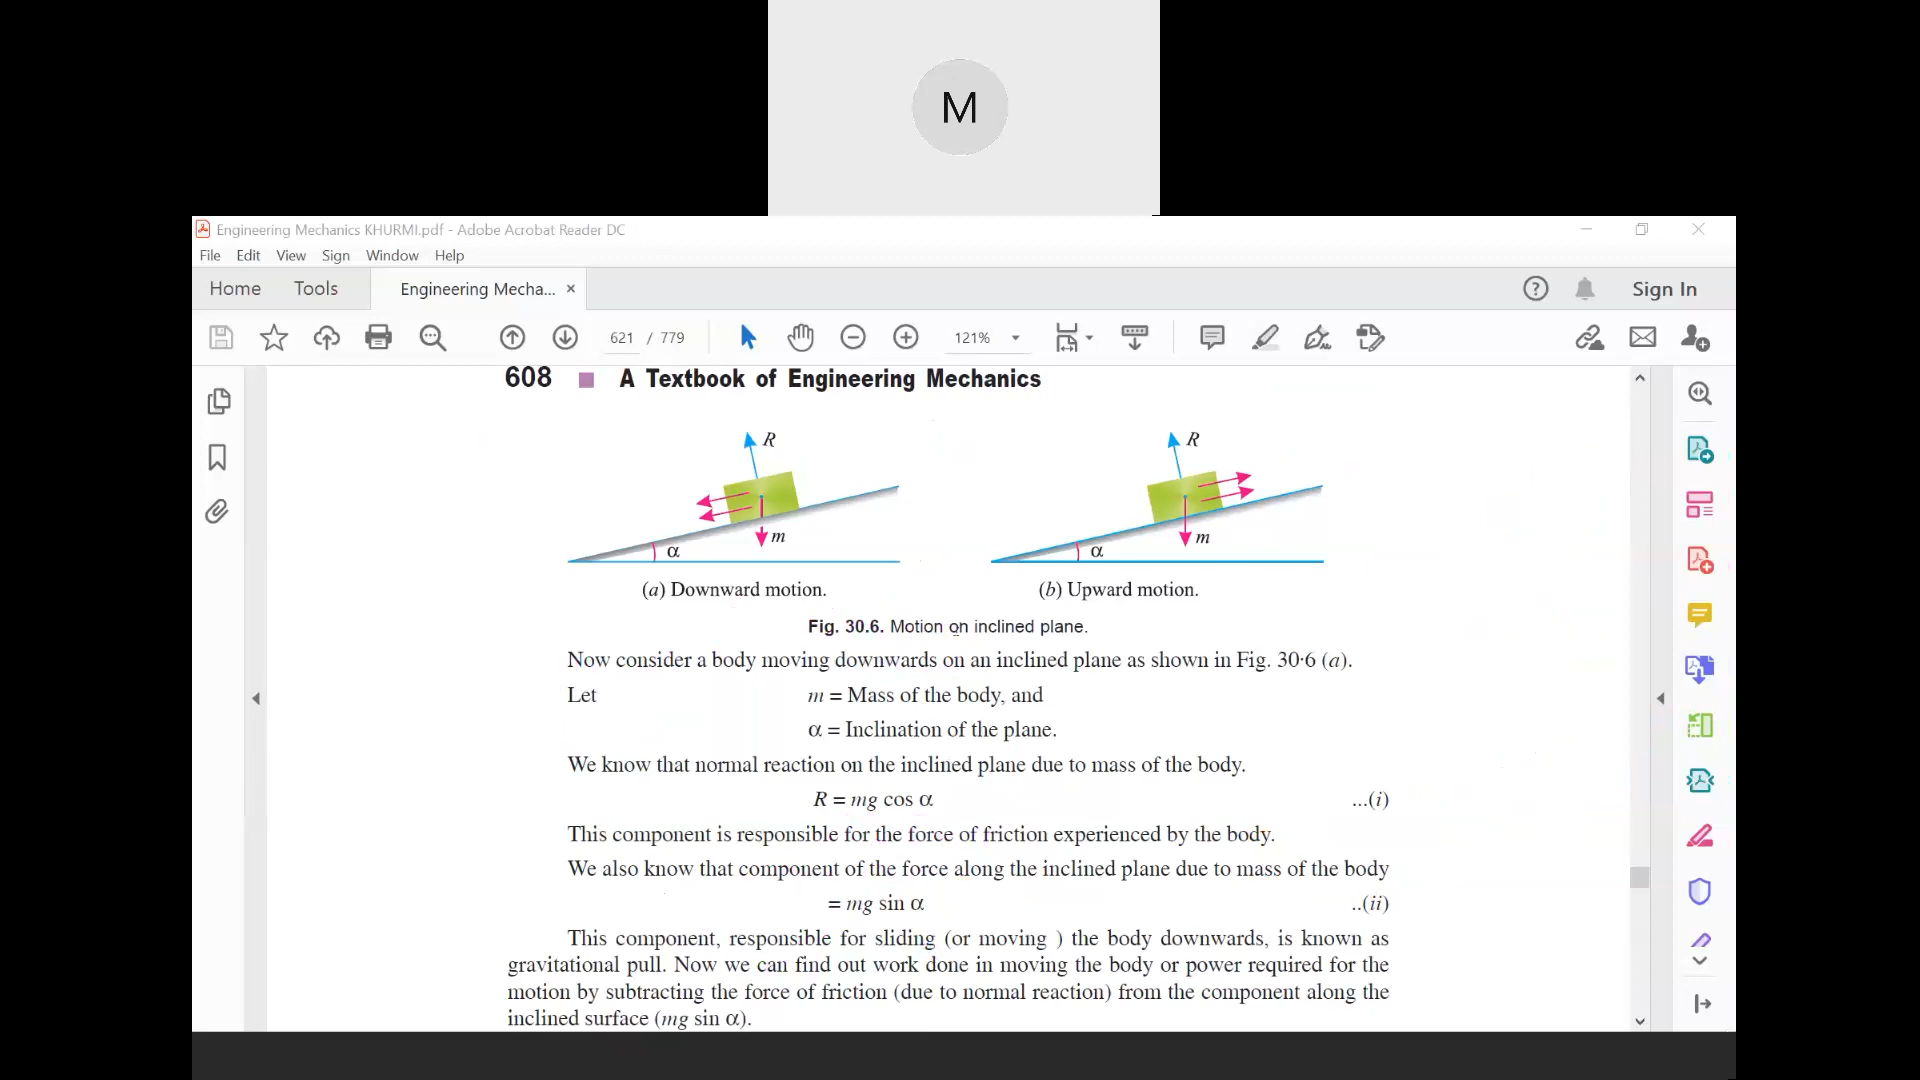 M
Engineering Mechanics KHURMI.pdf - Adobe Acrobat Reader DC
File Edit View Window Help
Home Tools Engineering Mecha... × Sign In
621 / 779 121%
608 ■ A Textbook of Engineering Mechanics
R R
m m
α α
(a) Downward motion. (b) Upward motion.
Fig. 30.6. Motion on inclined plane.
Now consider a body moving downwards on an inclined plane as shown in Fig. 30·6 (a).
Let m = Mass of the body, and
α = Inclination of the plane.
We know that normal reaction on the inclined plane due to mass of the body.
R = mg cos α ...(i)
This component is responsible for the force of friction experienced by the body.
We also know that component of the force along the inclined plane due to mass of the body
= mg sin α ..(ii)
This component, responsible for sliding (or moving ) the body downwards, is known as
gravitational pull. Now we can find out work done in moving the body or power required for the
motion by subtracting the force of friction (due to normal reaction) from the component along the
inclined surface (mg sin α).